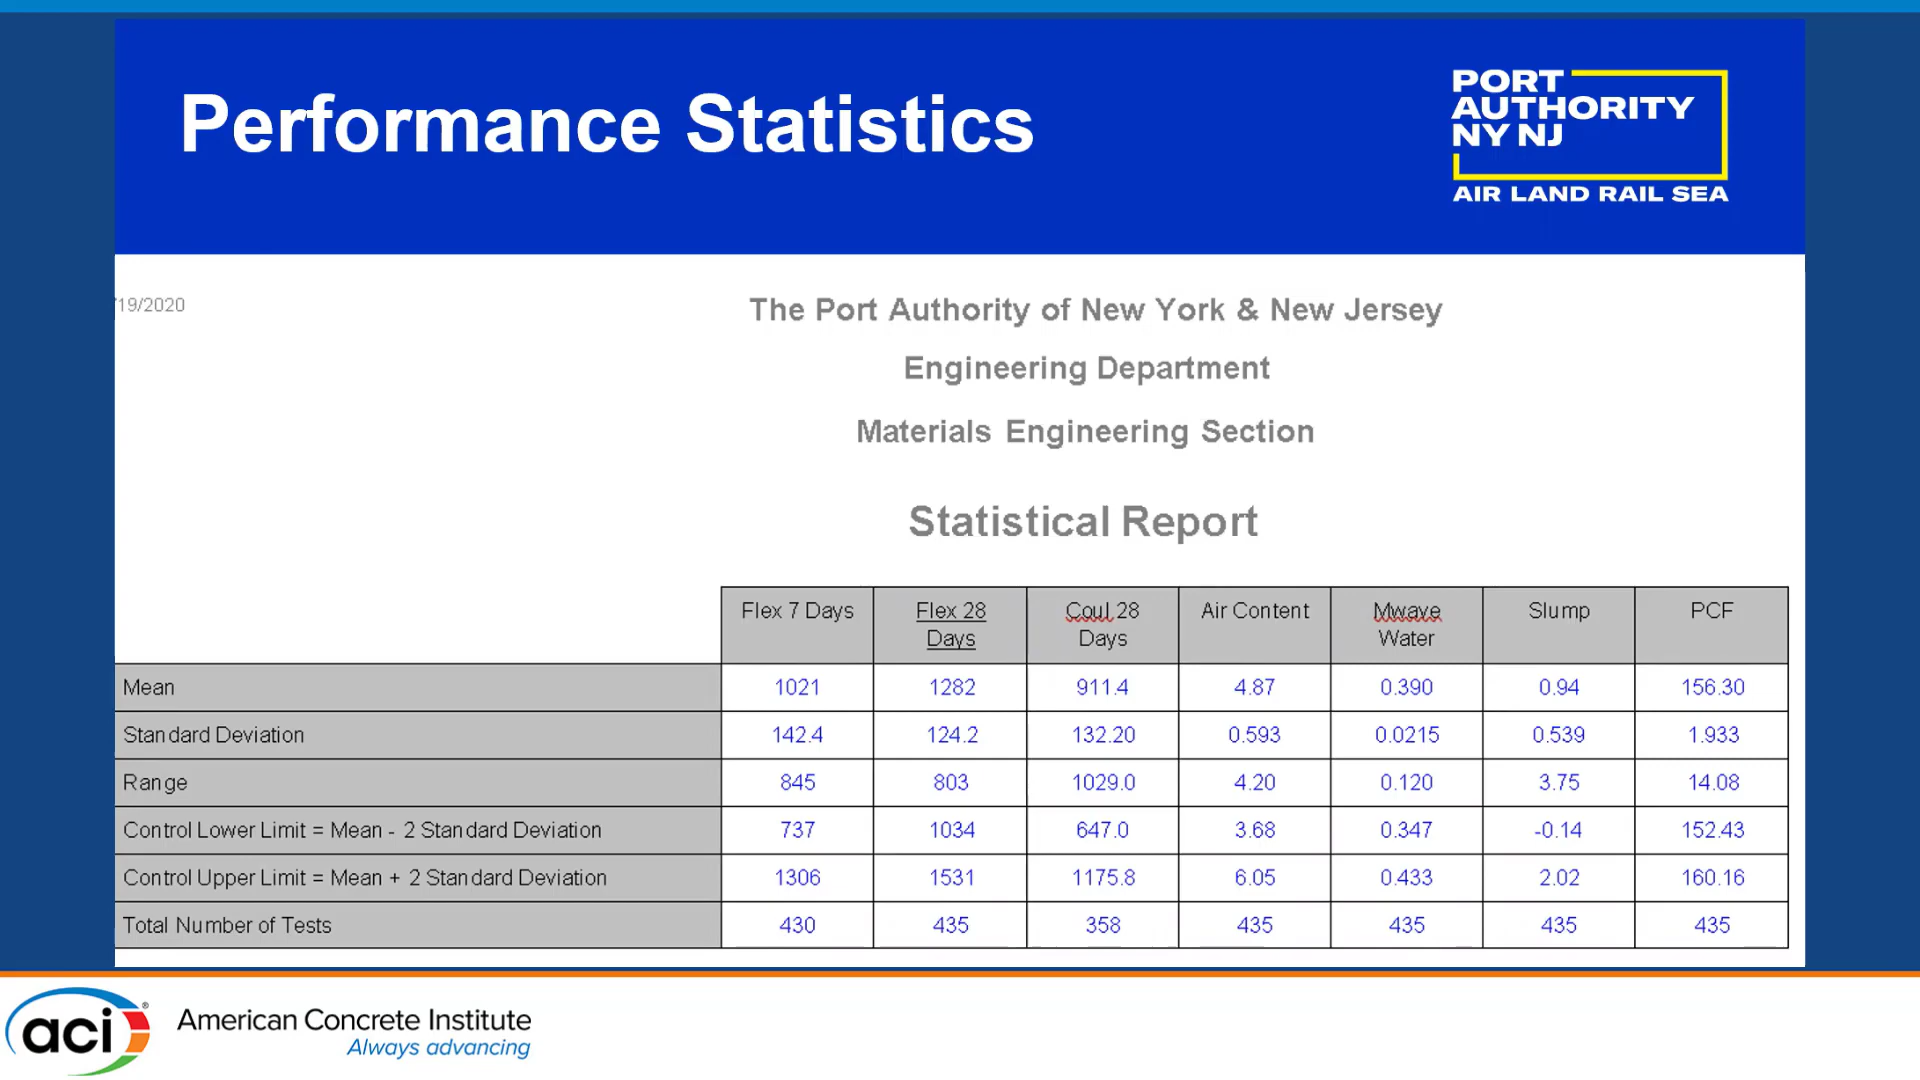 Performance Statistics
PORT
AUTHORITY
NY NJ
AIR LAND RAIL SEA
/19/2020
The Port Authority of New York & New Jersey
Engineering Department
Materials Engineering Section
Statistical Report
Flex 7 Days Flex 28 Days Coul 28 Days Air Content Mwave Water Slump PCF
Mean 1021 1282 911.4 4.87 0.390 0.94 156.30
Standard Deviation 142.4 124.2 132.20 0.593 0.0215 0.539 1.933
Range 845 803 1029.0 4.20 0.120 3.75 14.08
Control Lower Limit = Mean - 2 Standard Deviation 737 1034 647.0 3.68 0.347 -0.14 152.43
Control Upper Limit = Mean + 2 Standard Deviation 1306 1531 1175.8 6.05 0.433 2.02 160.16
Total Number of Tests 430 435 358 435 435 435 435
aci ®
American Concrete Institute
Always advancing